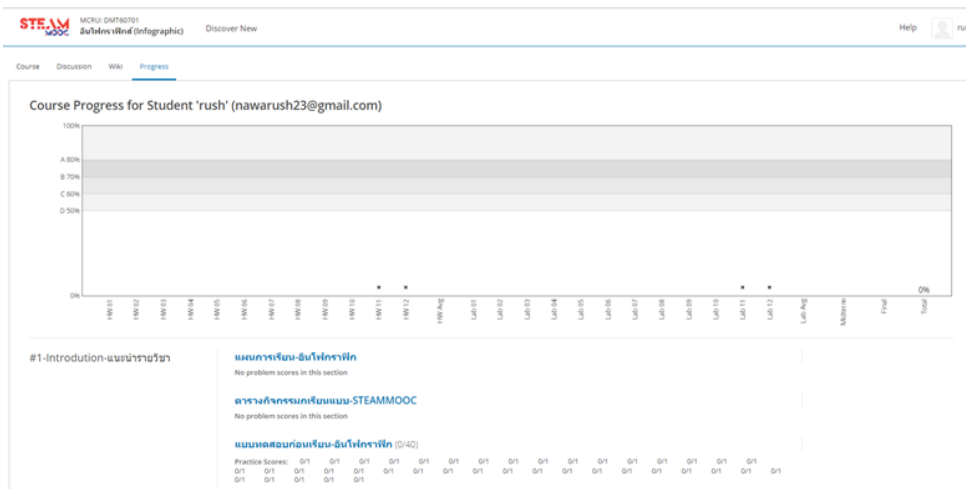 STEAM MOOC
MCRU: DMT60701
อินโฟกราฟิกส์ (Infographic)
Discover New
Help
ru
Course Discussion Wiki Progress
Course Progress for Student 'rush' (nawarush23@gmail.com)
100%
A 80%
B 70%
C 60%
D 50%
0%
0%
HW 01 HW 02 HW 03 HW 04 HW 05 HW 06 HW 07 HW 08 HW 09 HW 10 HW 11 HW 12 HW Avg Lab 01 Lab 02 Lab 03 Lab 04 Lab 05 Lab 06 Lab 07 Lab 08 Lab 09 Lab 10 Lab 11 Lab 12 Lab Avg Midterm Final Total
#1-Introdution-แนะนำรายวิชา
แผนการเรียน-อินโฟกราฟิก
No problem scores in this section
ตารางกิจกรรมกรียนแบบ-STEAMMOOC
No problem scores in this section
แบบทดสอบก่อนเรียน-อินโฟกราฟิก (0/40)
Practice Scores: 0/1 0/1 0/1 0/1 0/1 0/1 0/1 0/1 0/1 0/1 0/1 0/1 0/1 0/1 0/1 0/1
0/1 0/1 0/1 0/1 0/1 0/1 0/1 0/1 0/1 0/1 0/1 0/1 0/1 0/1 0/1 0/1 0/1 0/1 0/1
0/1 0/1 0/1 0/1 0/1